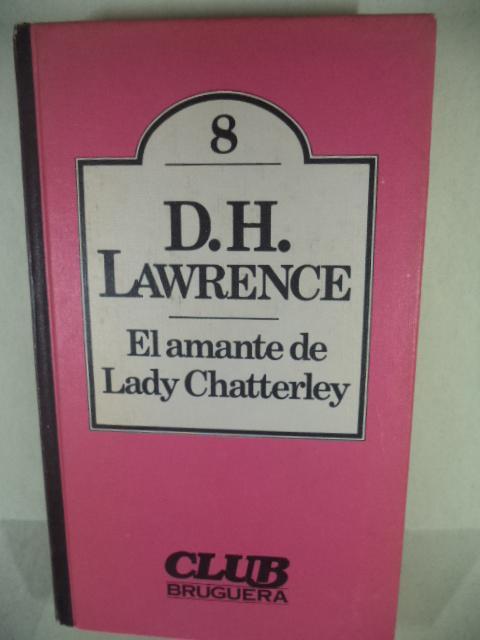 8
D.H.
LAWRENCE
El amante de
Lady Chatterley
CLUB
BRUGUERA